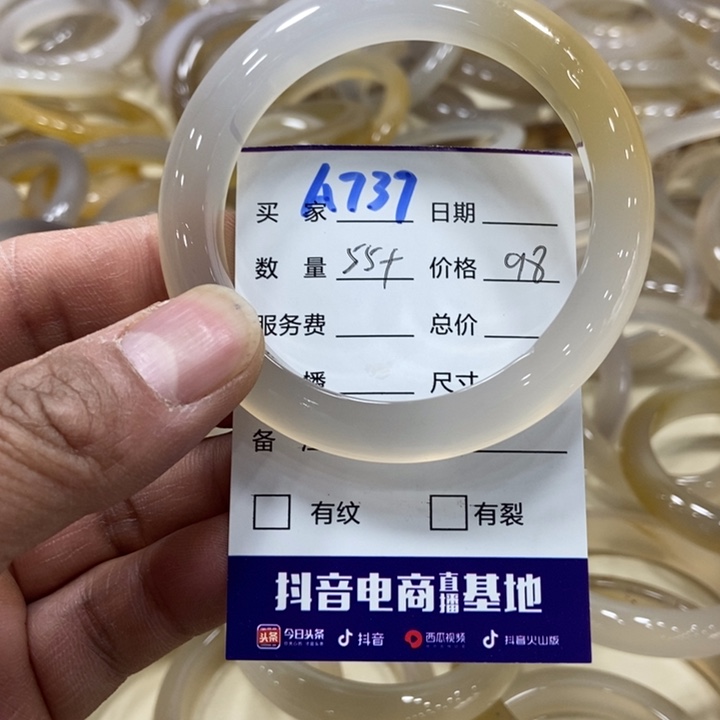 买 家 A737 日期
数 量 55+ 价格 98
服务费 总价
播 尺寸
备
有纹 有裂
抖音电商直播基地
头条 今日头条 抖音 西瓜视频 抖音火山版